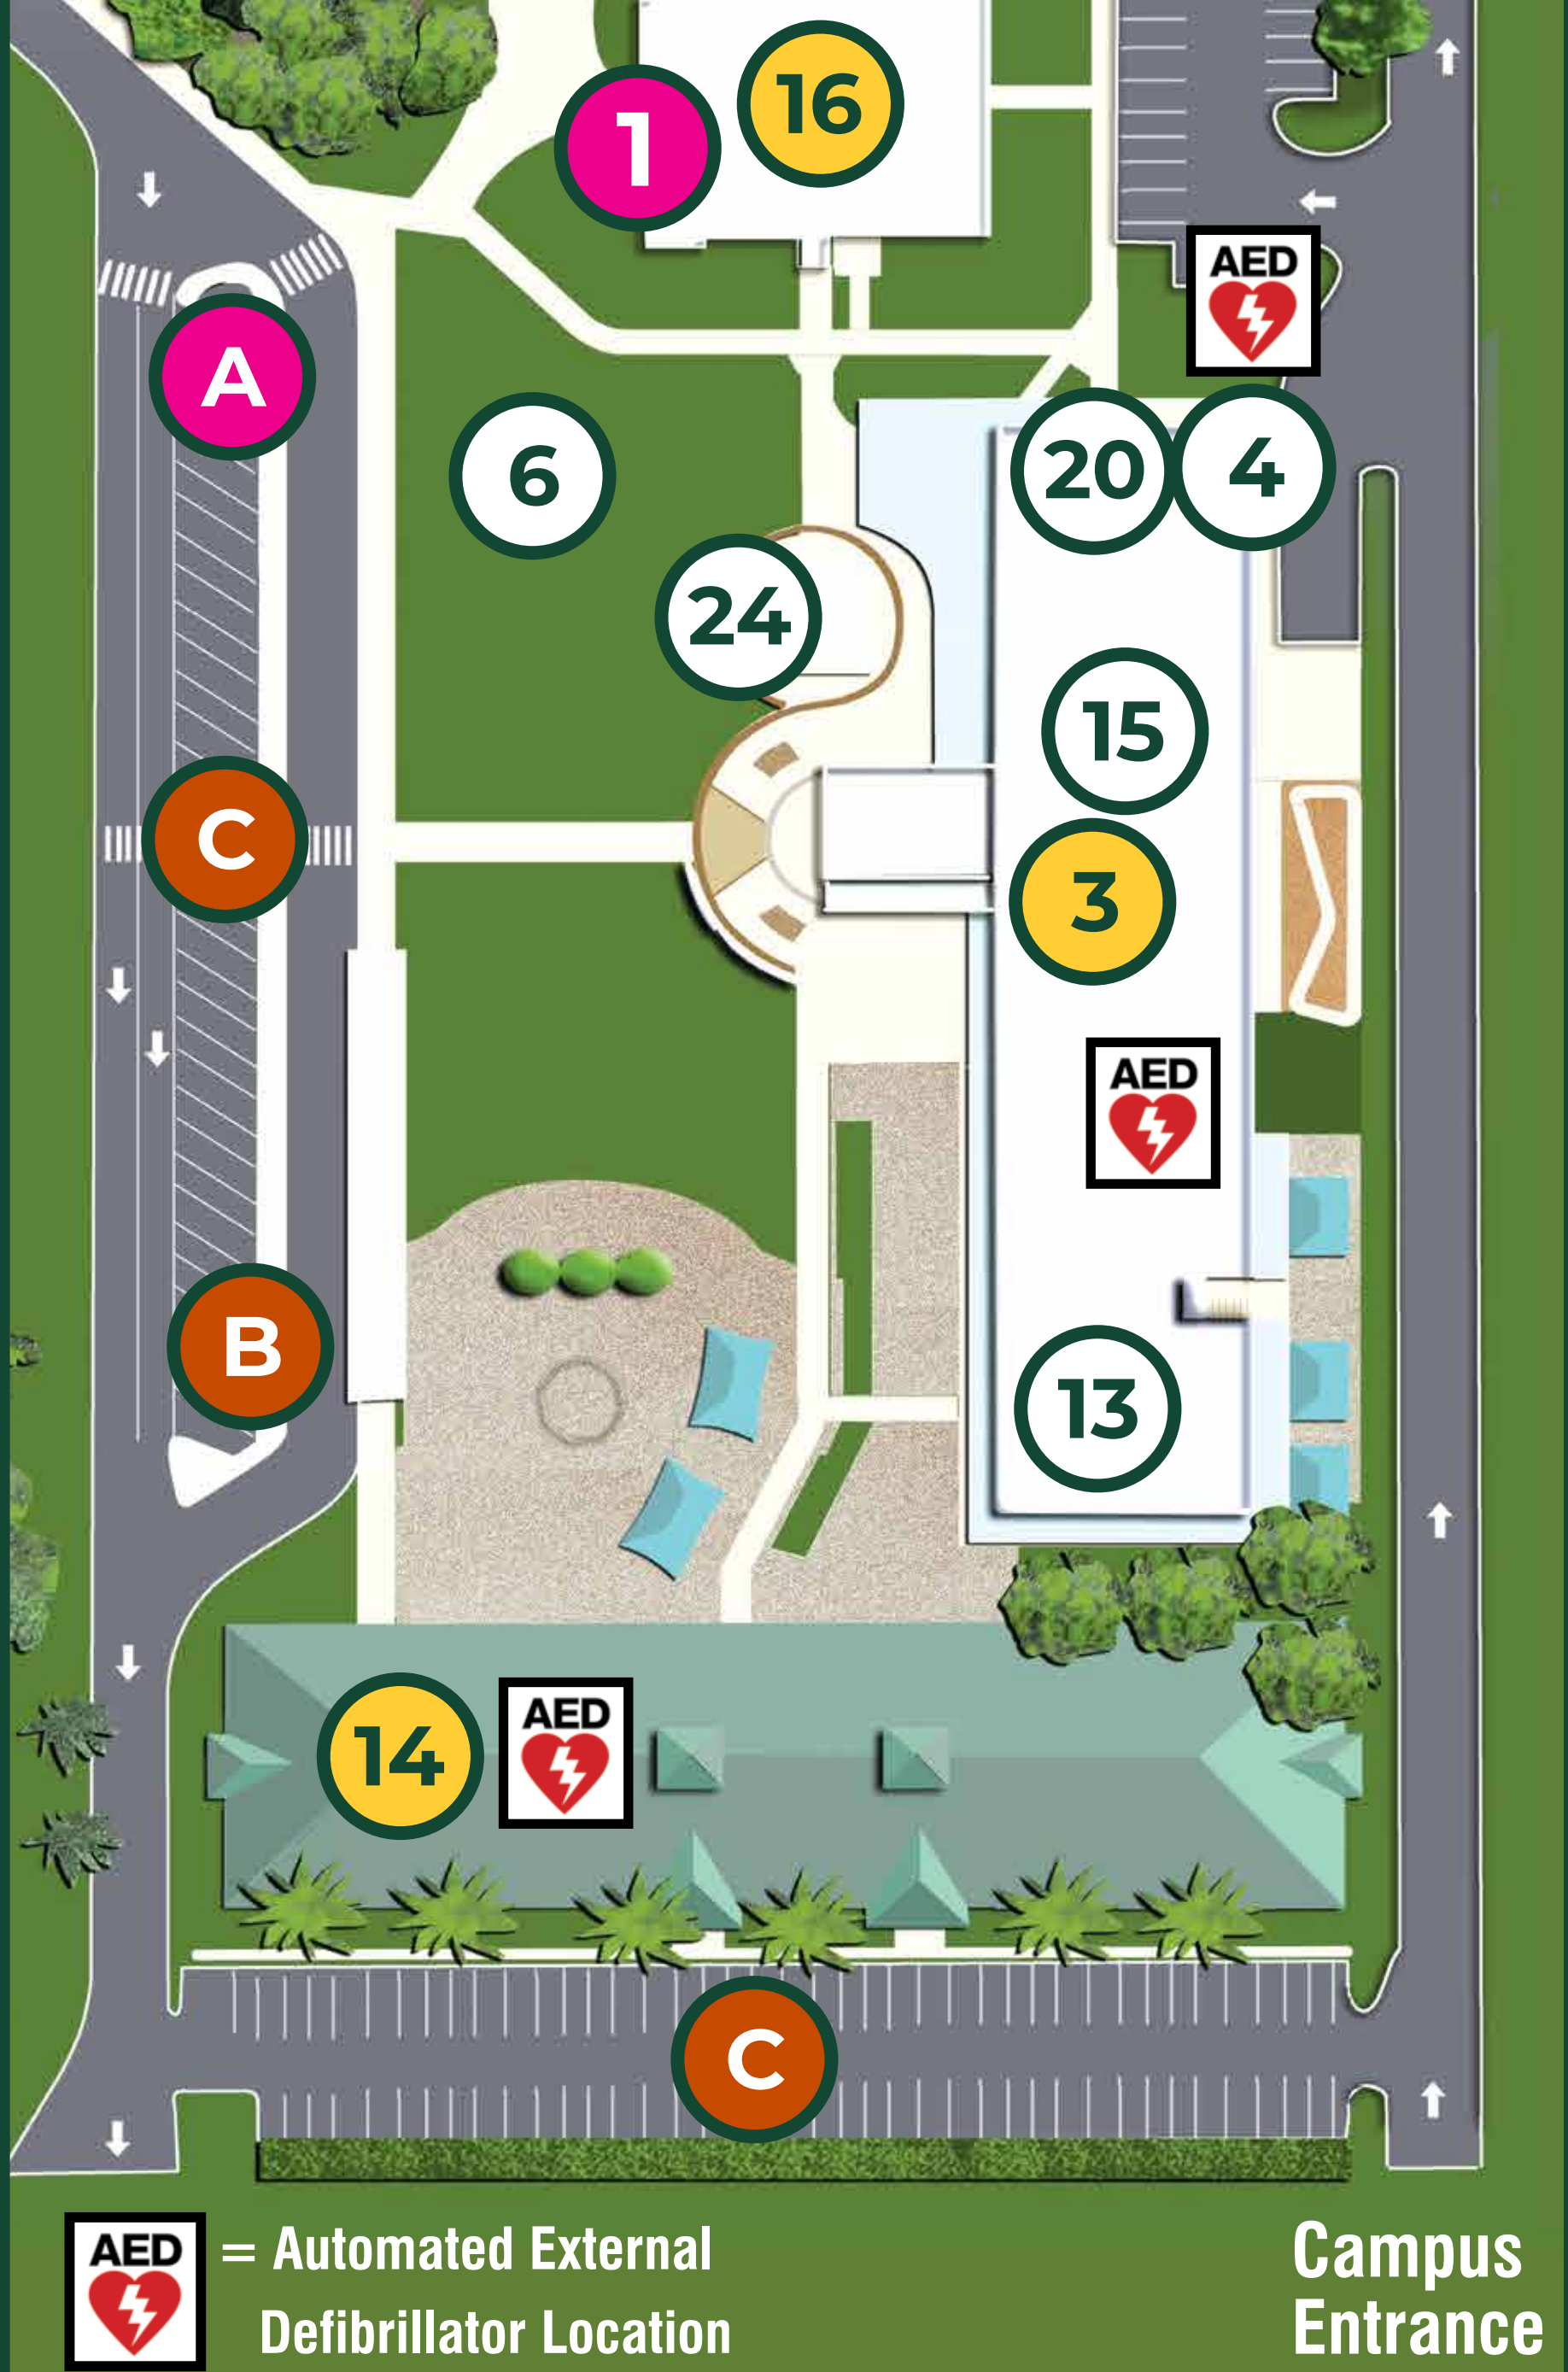 16
1
AED
A
6
20
4
24
15
C
3
AED
B
13
14
AED
C
AED
= Automated External
Defibrillator Location
Campus
Entrance